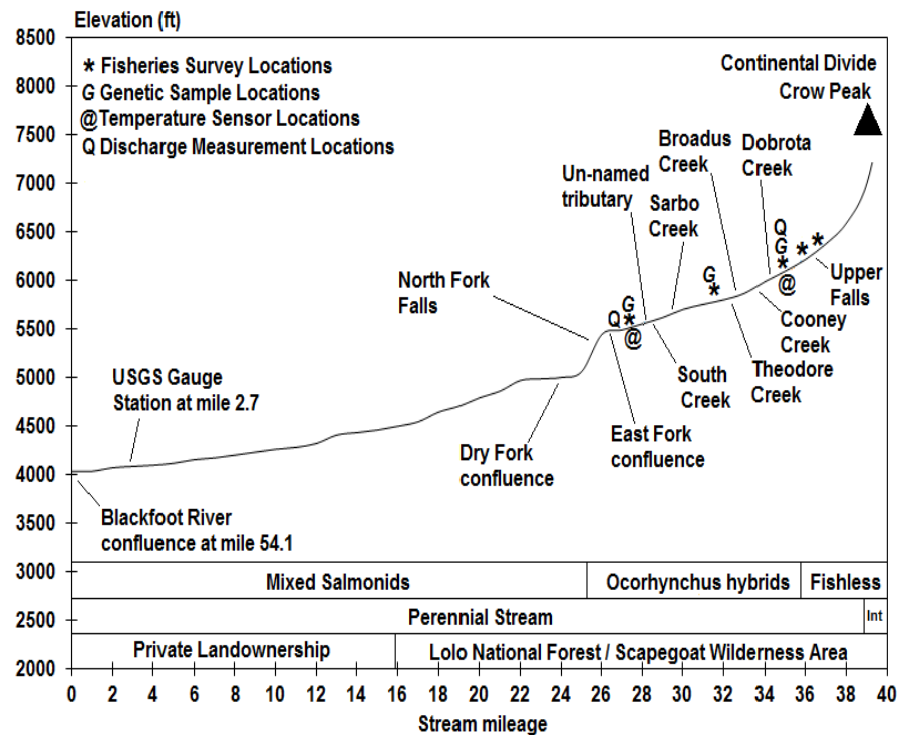 Elevation (ft)
8500
8000
7500
7000
6500
6000
5500
5000
4500
4000
3500
3000
2500
2000
* Fisheries Survey Locations
G Genetic Sample Locations
@Temperature Sensor Locations
Q Discharge Measurement Locations
Continental Divide
Crow Peak
Broadus
Creek
Dobrota
Creek
Un-named
tributary
Sarbo
Creek
North Fork
Falls
Q
G
*
@
*
*
G
*
Q
G
*
@
Upper
Falls
Cooney
Creek
Theodore
Creek
South
Creek
East Fork
confluence
USGS Gauge
Station at mile 2.7
Dry Fork
confluence
Blackfoot River
confluence at mile 54.1
Mixed Salmonids
Ocorhynchus hybrids
Fishless
Perennial Stream
Int
Private Landownership
Lolo National Forest / Scapegoat Wilderness Area
0 2 4 6 8 10 12 14 16 18 20 22 24 26 28 30 32 34 36 38 40
Stream mileage